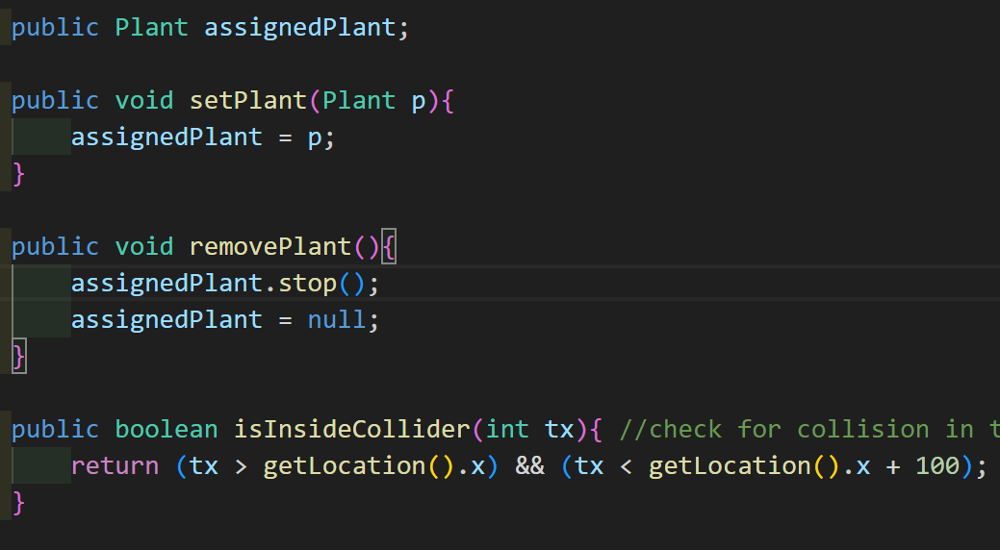 public Plant assignedPlant;
public void setPlant(Plant p){
assignedPlant = p;
}
public void removePlant(){
assignedPlant.stop();
assignedPlant = null;
}
public boolean isInsideCollider(int tx){ //check for collision in
return (tx > getLocation().x) && (tx < getLocation().x + 100);
}